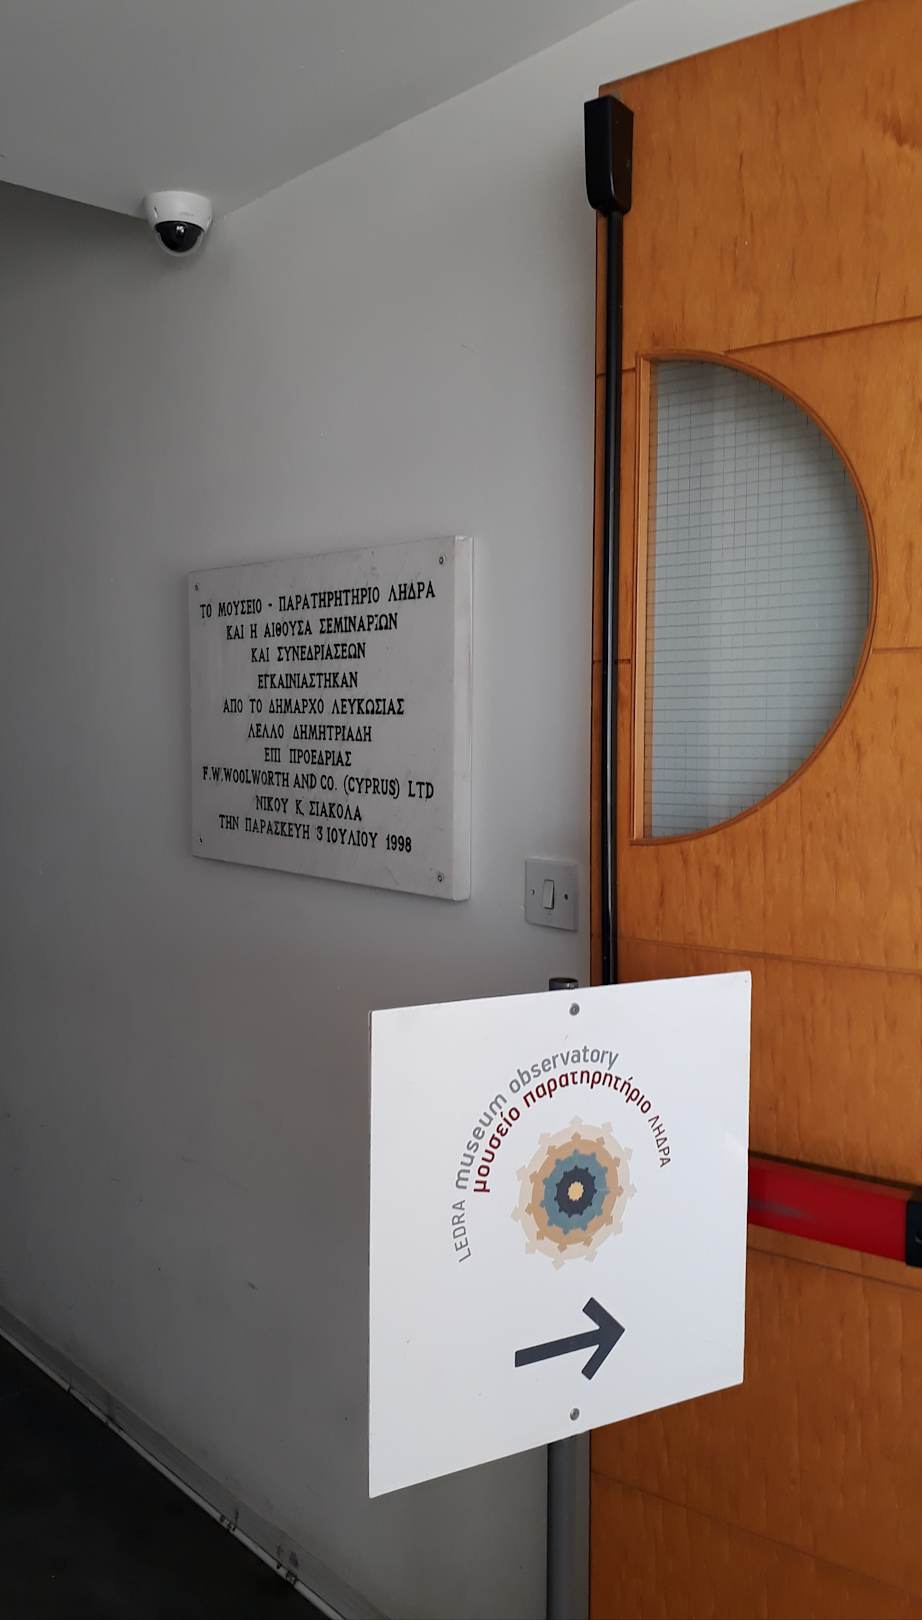 ΤΟ ΜΟΥΣΕΙΟ - ΠΑΡΑΤΗΡΗΤΗΡΙΟ ΛΗΔΡΑ
ΚΑΙ Η ΑΙΘΟΥΣΑ ΣΕΜΙΝΑΡΙΩΝ
ΚΑΙ ΣΥΝΕΔΡΙΑΣΕΩΝ
ΕΓΚΑΙΝΙΑΣΤΗΚΑΝ
ΑΠΟ ΤΟ ΔΗΜΑΡΧΟ ΛΕΥΚΩΣΙΑΣ
ΛΕΛΛΟ ΔΗΜΗΤΡΙΑΔΗ
ΕΠΙ ΠΡΟΕΔΡΙΑΣ
F.W.WOOLWORTH AND CO. (CYPRUS) LTD
ΝΙΚΟΥ Κ. ΣΙΑΚΟΛΑ
ΤΗΝ ΠΑΡΑΣΚΕΥΗ 3 ΙΟΥΛΙΟΥ 1998
LEDRA museum observatory
μουσείο παρατηρητήριο ΛΗΔΡΑ